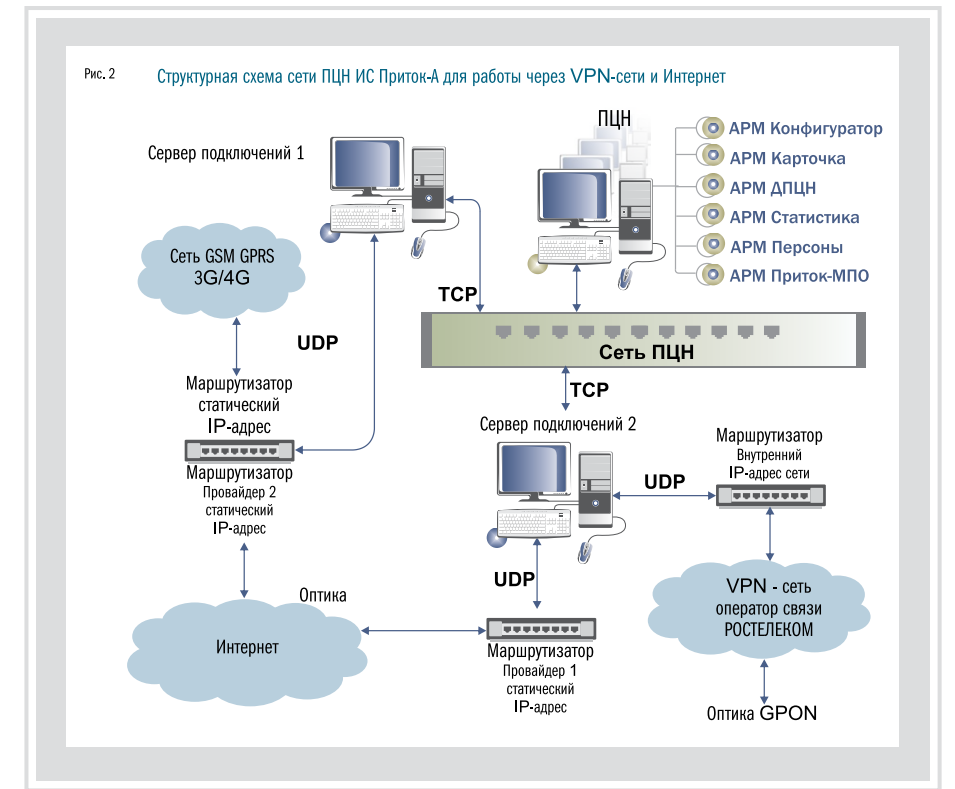 Рис. 2
Структурная схема сети ПЦН ИС Приток-А для работы через VPN-сети и Интернет
ПЦН
Сервер подключений 1
АРМ Конфигуратор
АРМ Карточка
АРМ ДПЦН
АРМ Статистика
АРМ Персоны
АРМ Приток-МПО
Сеть GSM GPRS
3G/4G
TCP
UDP
Сеть ПЦН
TCP
Маршрутизатор
статический
IP-адрес
Сервер подключений 2
Маршрутизатор
Внутренний
IP-адрес сети
Маршрутизатор
Провайдер 2
статический
IP-адрес
UDP
UDP
VPN - сеть
оператор связи
РОСТЕЛЕКОМ
Оптика
Интернет
Маршрутизатор
Провайдер 1
статический
IP-адрес
Оптика GPON